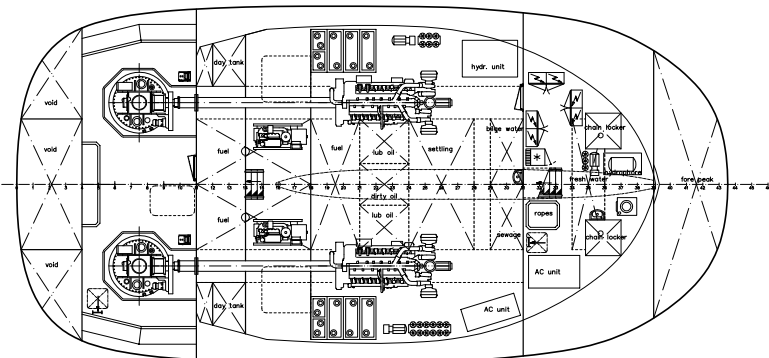 day tank
hydr. unit
void
bilge water
chain locker
void
fuel
fuel
lub oil
settling
hydrophore
fresh water
fore peak
dirty oil
fuel
lub oil
ropes
sewage
chain locker
void
AC unit
day tank
AC unit